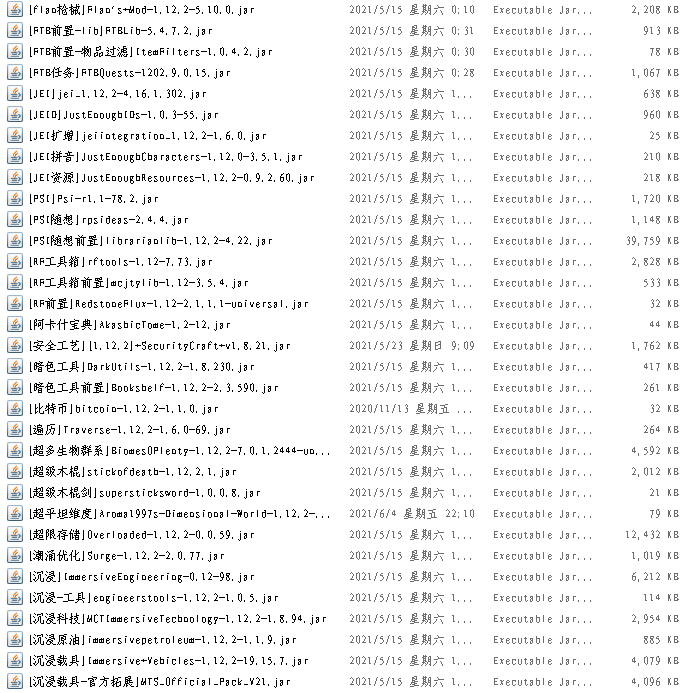 [flan枪械]Flan's+Mod-1.12.2-5.10.0.jar 2021/5/15 星期六 0:10 Executable Jar... 2,208 KB
[FTB前置-lib]FTBLib-5.4.7.2.jar 2021/5/15 星期六 0:31 Executable Jar... 913 KB
[FTB前置-物品过滤]ItemFilters-1.0.4.2.jar 2021/5/15 星期六 0:30 Executable Jar... 78 KB
[FTB任务]FTBQuests-1202.9.0.15.jar 2021/5/15 星期六 0:28 Executable Jar... 1,067 KB
[JEI]jei_1.12.2-4.16.1.302.jar 2021/5/15 星期六 1... Executable Jar... 638 KB
[JEID]JustEnoughIDs-1.0.3-55.jar 2021/5/15 星期六 1... Executable Jar... 960 KB
[JEI扩增]jeiintegration_1.12.2-1.6.0.jar 2021/5/15 星期六 1... Executable Jar... 25 KB
[JEI拼音]JustEnoughCharacters-1.12.0-3.5.1.jar 2021/5/15 星期六 1... Executable Jar... 210 KB
[JEI资源]JustEnoughResources-1.12.2-0.9.2.60.jar 2021/5/15 星期六 1... Executable Jar... 218 KB
[PSI]Psi-r1.1-78.2.jar 2021/5/15 星期六 1... Executable Jar... 1,720 KB
[PSI随想]rpsideas-2.4.4.jar 2021/5/15 星期六 1... Executable Jar... 1,148 KB
[PSI随想前置]librarianlib-1.12.2-4.22.jar 2021/5/15 星期六 1... Executable Jar... 39,759 KB
[RF工具箱]rftools-1.12-7.73.jar 2021/5/15 星期六 1... Executable Jar... 2,828 KB
[RF工具箱前置]mcjtylib-1.12-3.5.4.jar 2021/5/15 星期六 1... Executable Jar... 533 KB
[RF前置]RedstoneFlux-1.12-2.1.1.1-universal.jar 2021/5/15 星期六 1... Executable Jar... 32 KB
[阿卡什宝典]AkashicTome-1.2-12.jar 2021/5/15 星期六 1... Executable Jar... 44 KB
[安全工艺][1.12.2]+SecurityCraft+v1.8.21.jar 2021/5/23 星期日 9:09 Executable Jar... 1,762 KB
[暗色工具]DarkUtils-1.12.2-1.8.230.jar 2021/5/15 星期六 1... Executable Jar... 417 KB
[暗色工具前置]Bookshelf-1.12.2-2.3.590.jar 2021/5/15 星期六 1... Executable Jar... 261 KB
[比特币]bitcoin-1.12.2-1.1.0.jar 2020/11/13 星期五 ... Executable Jar... 32 KB
[遍历]Traverse-1.12.2-1.6.0-69.jar 2021/5/15 星期六 1... Executable Jar... 264 KB
[超多生物群系]BiomesOPlenty-1.12.2-7.0.1.2444-un... 2021/5/15 星期六 1... Executable Jar... 4,592 KB
[超级木棍]stickofdeath-1.12.2.1.jar 2021/5/15 星期六 1... Executable Jar... 2,012 KB
[超级木棍剑]supersticksword-1.0.0.8.jar 2021/5/15 星期六 1... Executable Jar... 21 KB
[超平坦维度]Aroma1997s-Dimensional-World-1.12.2-... 2021/6/4 星期五 22:10 Executable Jar... 79 KB
[超限存储]Overloaded-1.12.2-0.0.59.jar 2021/5/15 星期六 1... Executable Jar... 12,432 KB
[潮涌优化]Surge-1.12.2-2.0.77.jar 2021/5/15 星期六 1... Executable Jar... 1,019 KB
[沉浸]ImmersiveEngineering-0.12-98.jar 2021/5/15 星期六 1... Executable Jar... 6,212 KB
[沉浸-工具]engineerstools-1.12.2-1.0.5.jar 2021/5/15 星期六 1... Executable Jar... 114 KB
[沉浸科技]MCTImmersiveTechnology-1.12.2-1.8.94.jar 2021/5/15 星期六 1... Executable Jar... 2,954 KB
[沉浸原油]immersivepetroleum-1.12.2-1.1.9.jar 2021/5/15 星期六 1... Executable Jar... 885 KB
[沉浸载具]Immersive+Vehicles-1.12.2-19.15.7.jar 2021/5/15 星期六 1... Executable Jar... 4,079 KB
[沉浸载具-官方拓展]MTS_Official_Pack_V21.jar 2021/5/15 星期六 1... Executable Jar... 4,096 KB